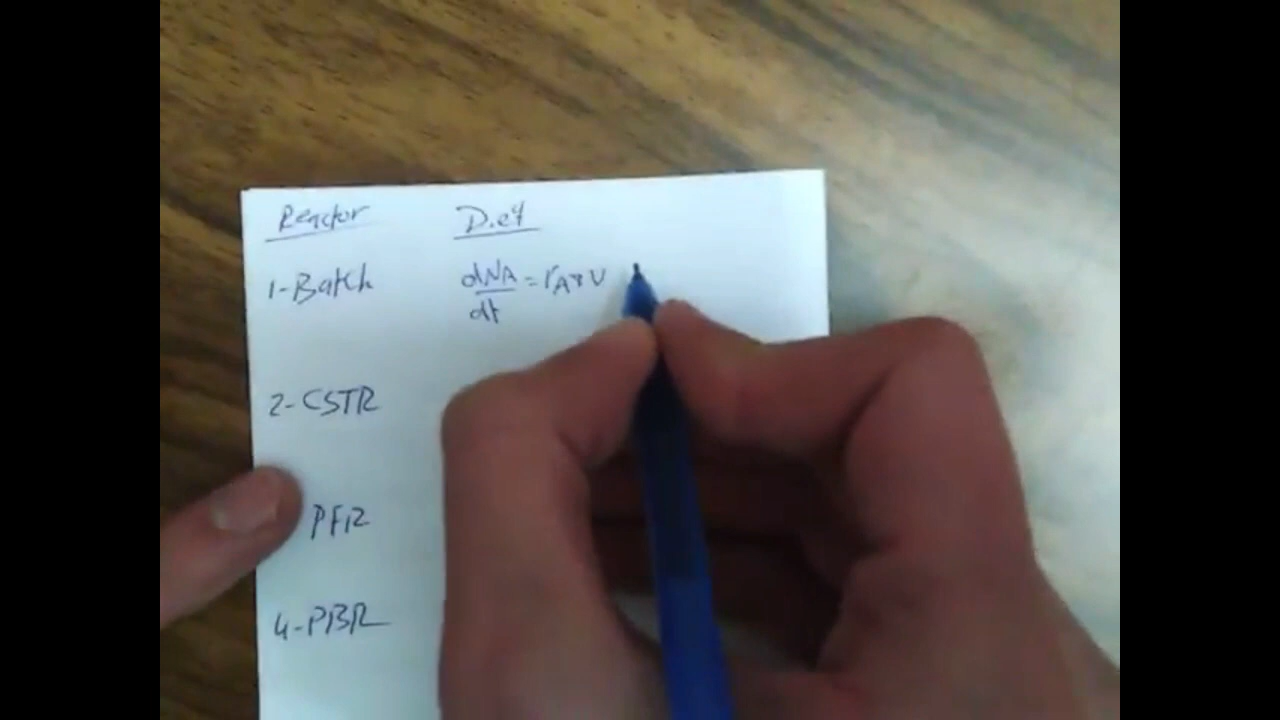 Reactor D.eq
1-Batch dNA = rA * V
dt
2-CSTR
PFR
4-PBR